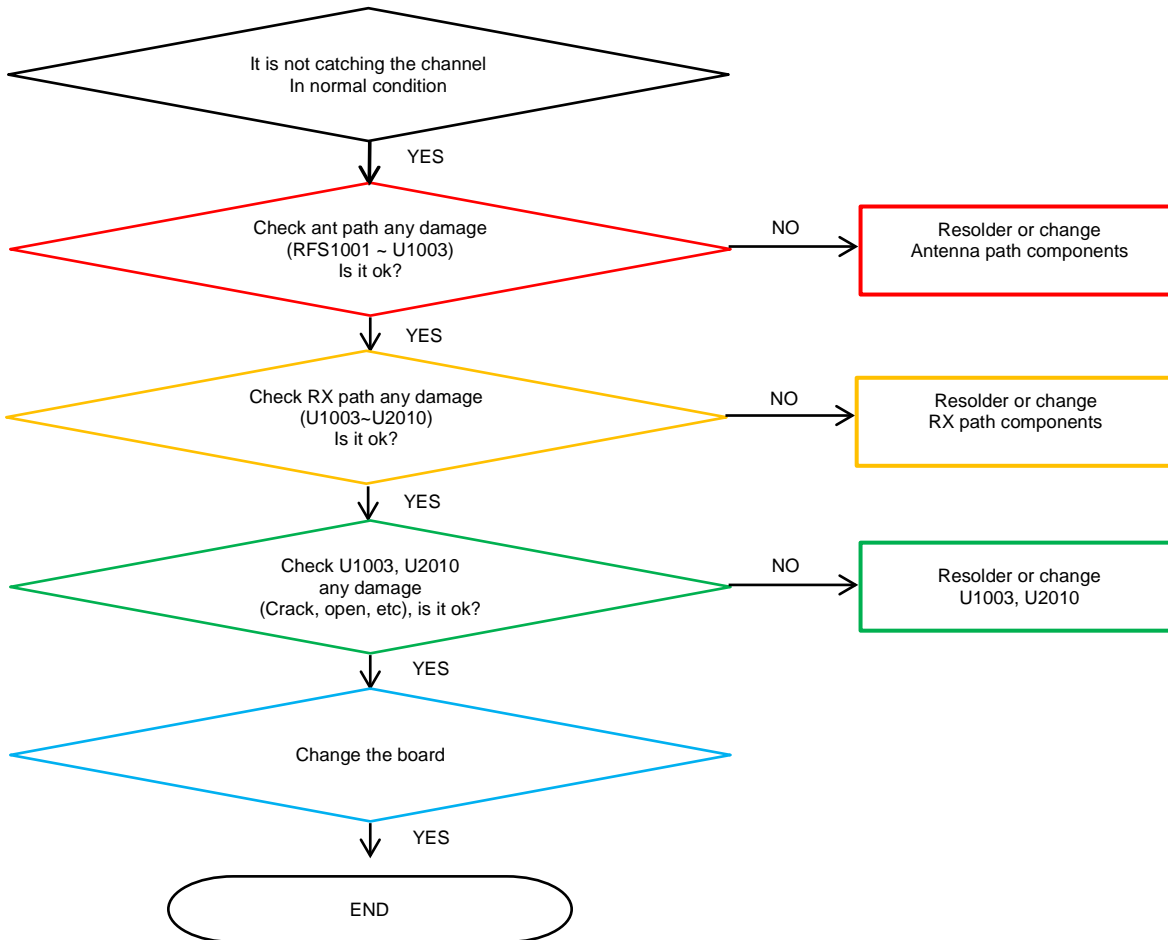 It is not catching the channel
In normal condition
YES
Check ant path any damage
(RFS1001 ~ U1003)
Is it ok?
NO
Resolder or change
Antenna path components
YES
Check RX path any damage
(U1003~U2010)
Is it ok?
NO
Resolder or change
RX path components
YES
Check U1003, U2010
any damage
(Crack, open, etc), is it ok?
NO
Resolder or change
U1003, U2010
YES
Change the board
YES
END